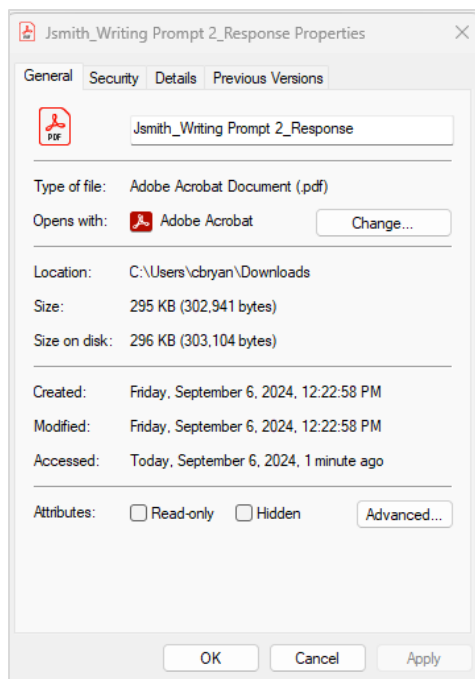 Jsmith_Writing Prompt 2_Response Properties
General Security Details Previous Versions
PDF
Jsmith_Writing Prompt 2_Response
Type of file: Adobe Acrobat Document (.pdf)
Opens with: Adobe Acrobat Change...
Location: C:\Users\cbryan\Downloads
Size: 295 KB (302,941 bytes)
Size on disk: 296 KB (303,104 bytes)
Created: Friday, September 6, 2024, 12:22:58 PM
Modified: Friday, September 6, 2024, 12:22:58 PM
Accessed: Today, September 6, 2024, 1 minute ago
Attributes: Read-only Hidden Advanced...
OK Cancel Apply